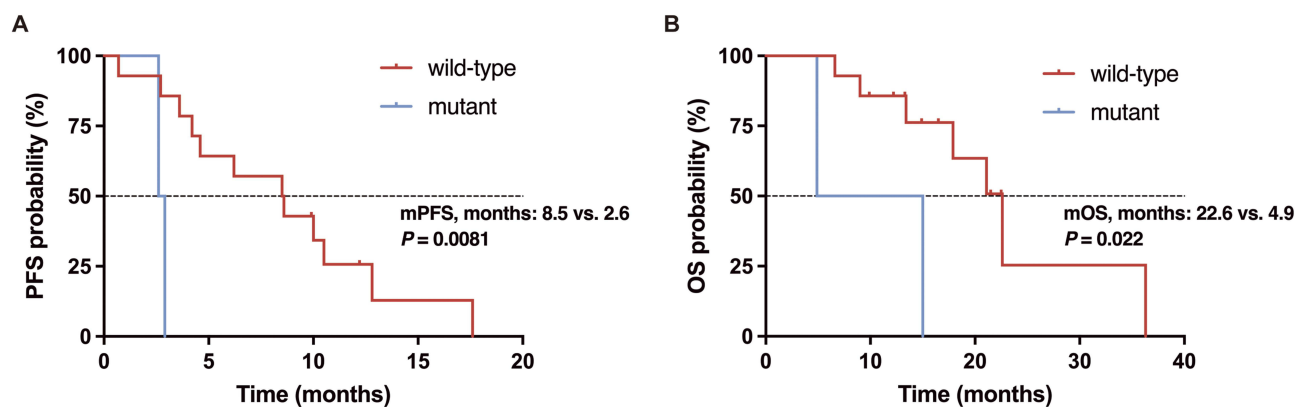 A
PFS probability (%)
100
75
50
25
0
0 5 10 15 20
Time (months)
wild-type
mutant
mPFS, months: 8.5 vs. 2.6
P = 0.0081
B
OS probability (%)
100
75
50
25
0
0 10 20 30 40
Time (months)
wild-type
mutant
mOS, months: 22.6 vs. 4.9
P = 0.022